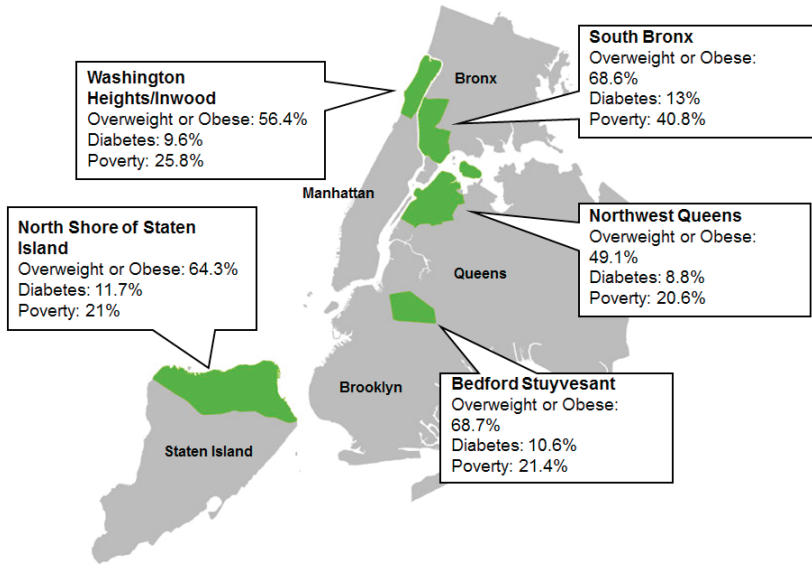 South Bronx
Overweight or Obese:
68.6%
Diabetes: 13%
Poverty: 40.8%
Washington
Heights/Inwood
Overweight or Obese: 56.4%
Diabetes: 9.6%
Poverty: 25.8%
Bronx
Manhattan
North Shore of Staten
Island
Overweight or Obese: 64.3%
Diabetes: 11.7%
Poverty: 21%
Northwest Queens
Overweight or Obese:
49.1%
Diabetes: 8.8%
Poverty: 20.6%
Queens
Brooklyn
Bedford Stuyvesant
Overweight or Obese:
68.7%
Diabetes: 10.6%
Poverty: 21.4%
Staten Island